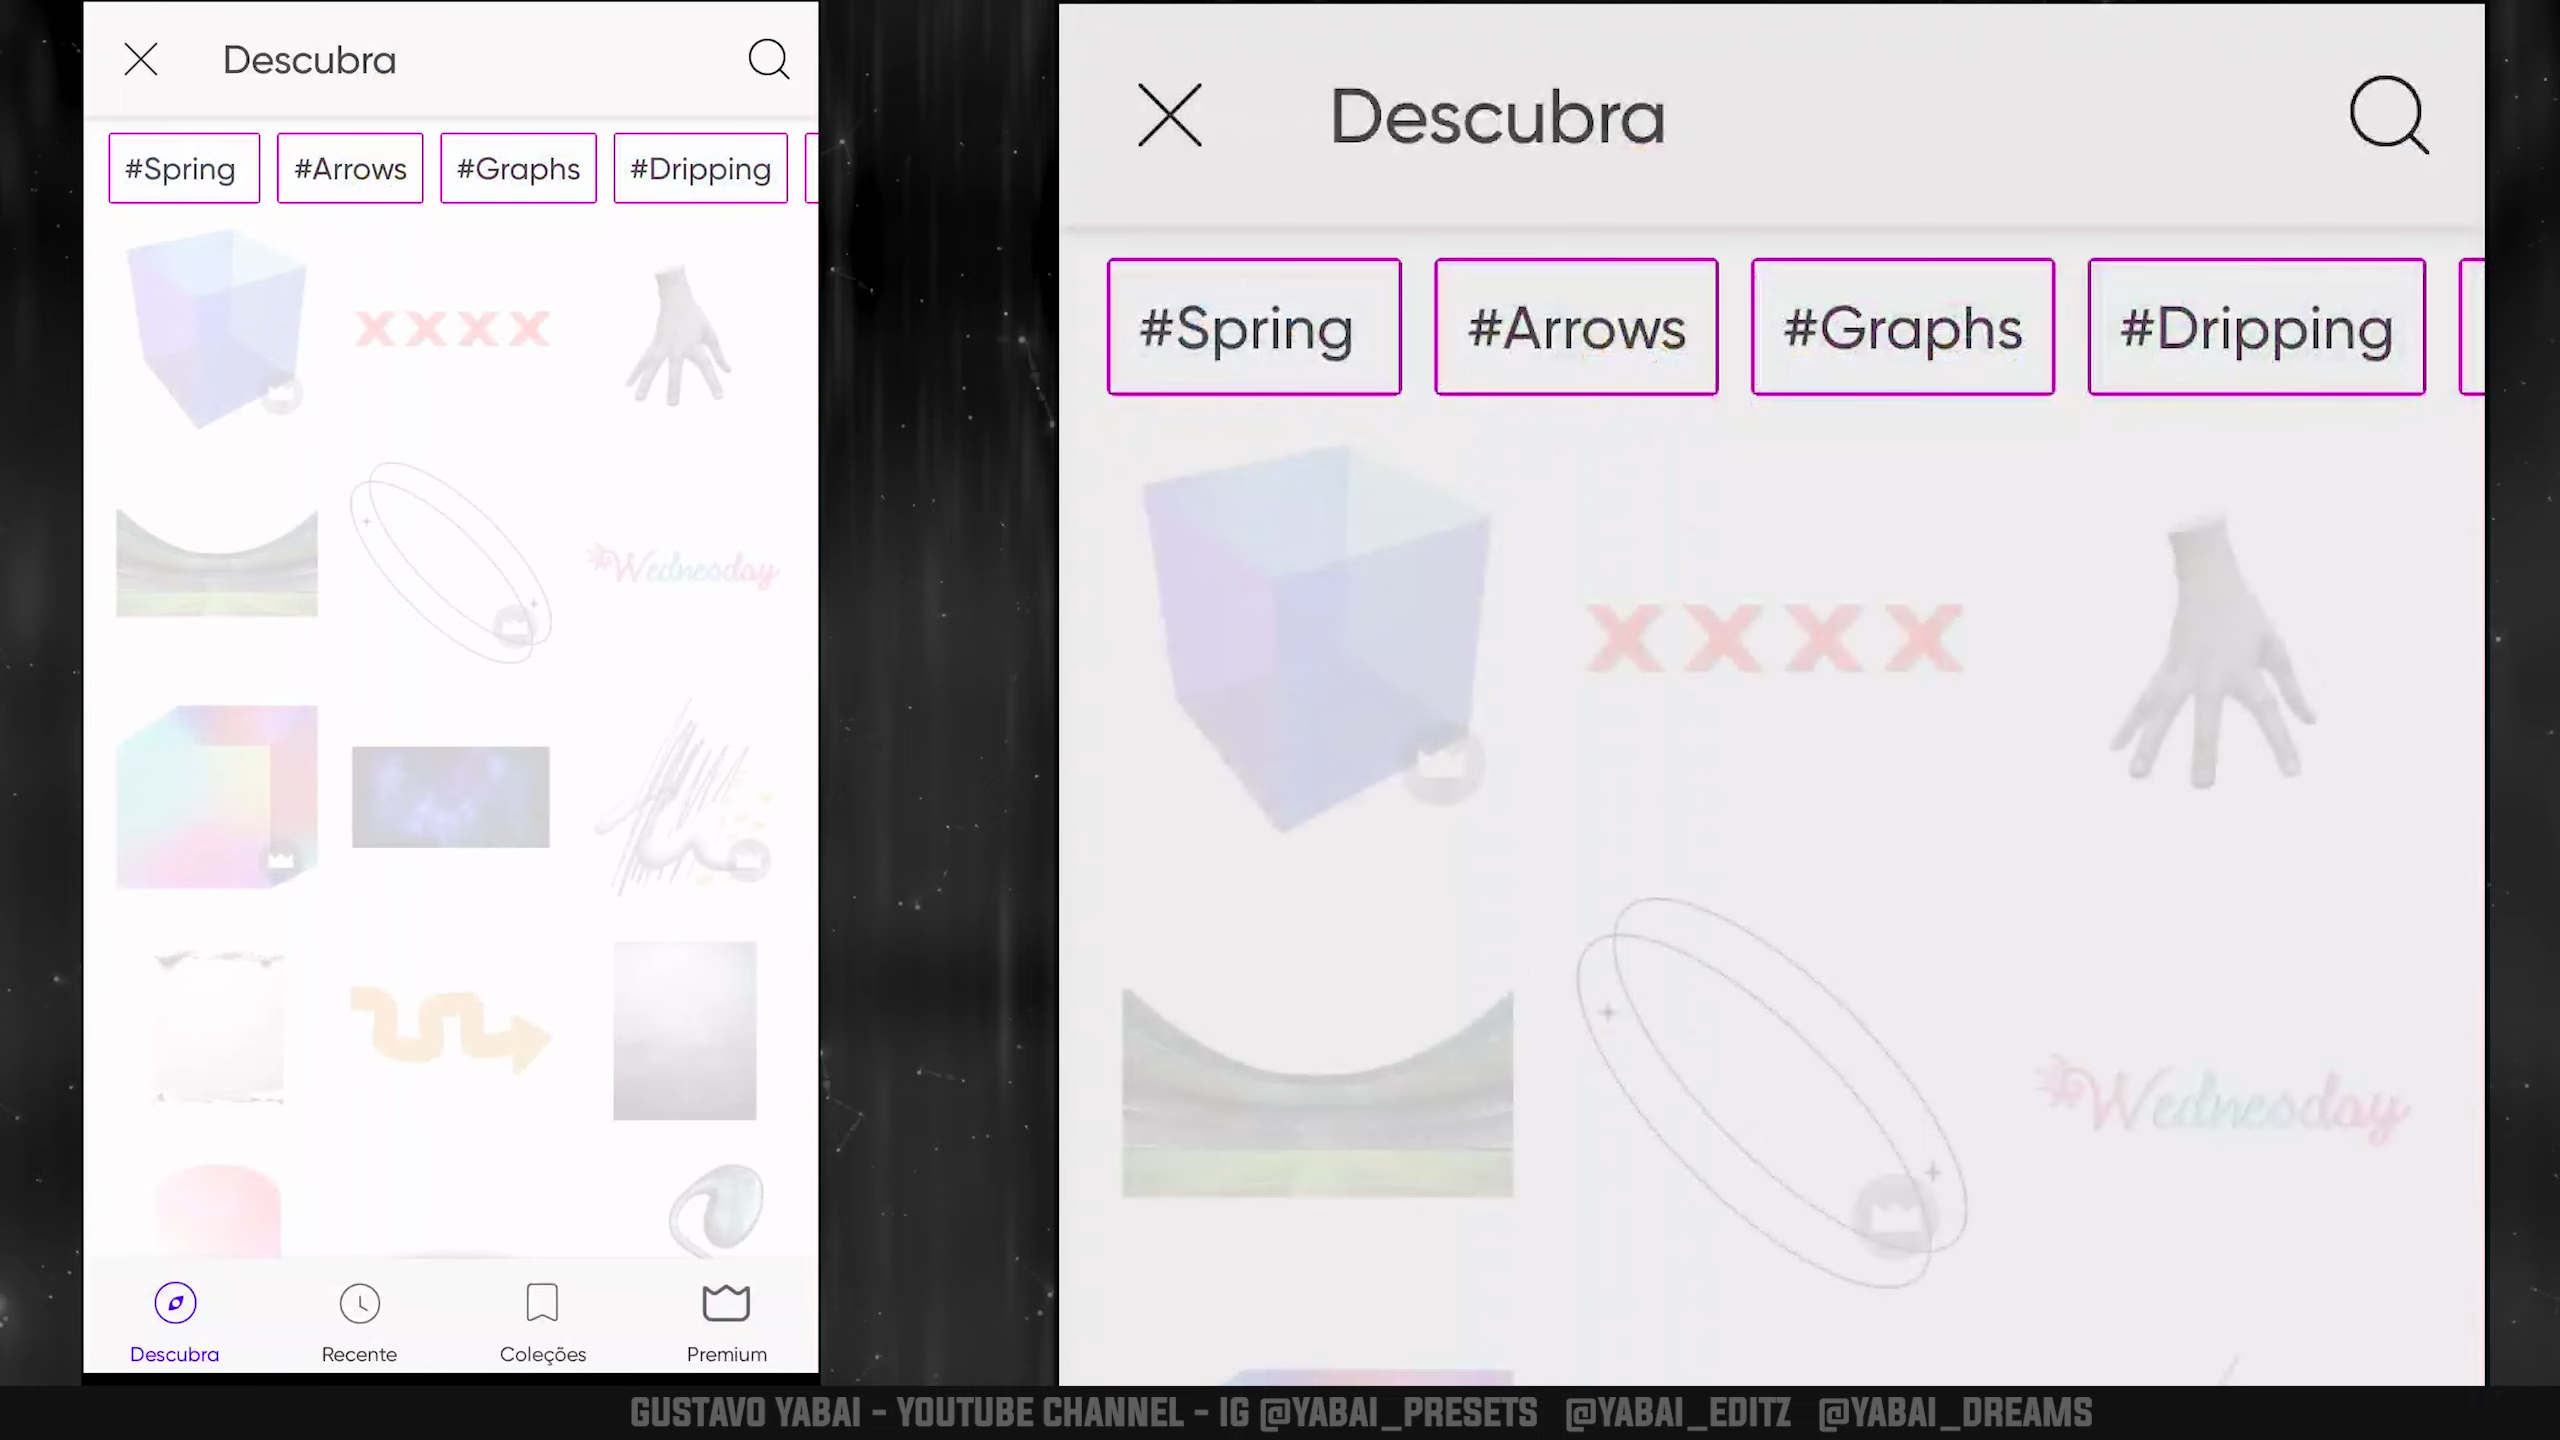 Descubra
#Spring #Arrows #Graphs #Dripping
XXXX
Wednesday
Descubra Recente Coleções Premium
Descubra
#Spring #Arrows #Graphs #Dripping
XXXX
Wednesday
GUSTAVO YABAI - YOUTUBE CHANNEL - IG @YABAI_PRESETS @YABAI_EDITZ @YABAI_DREAMS